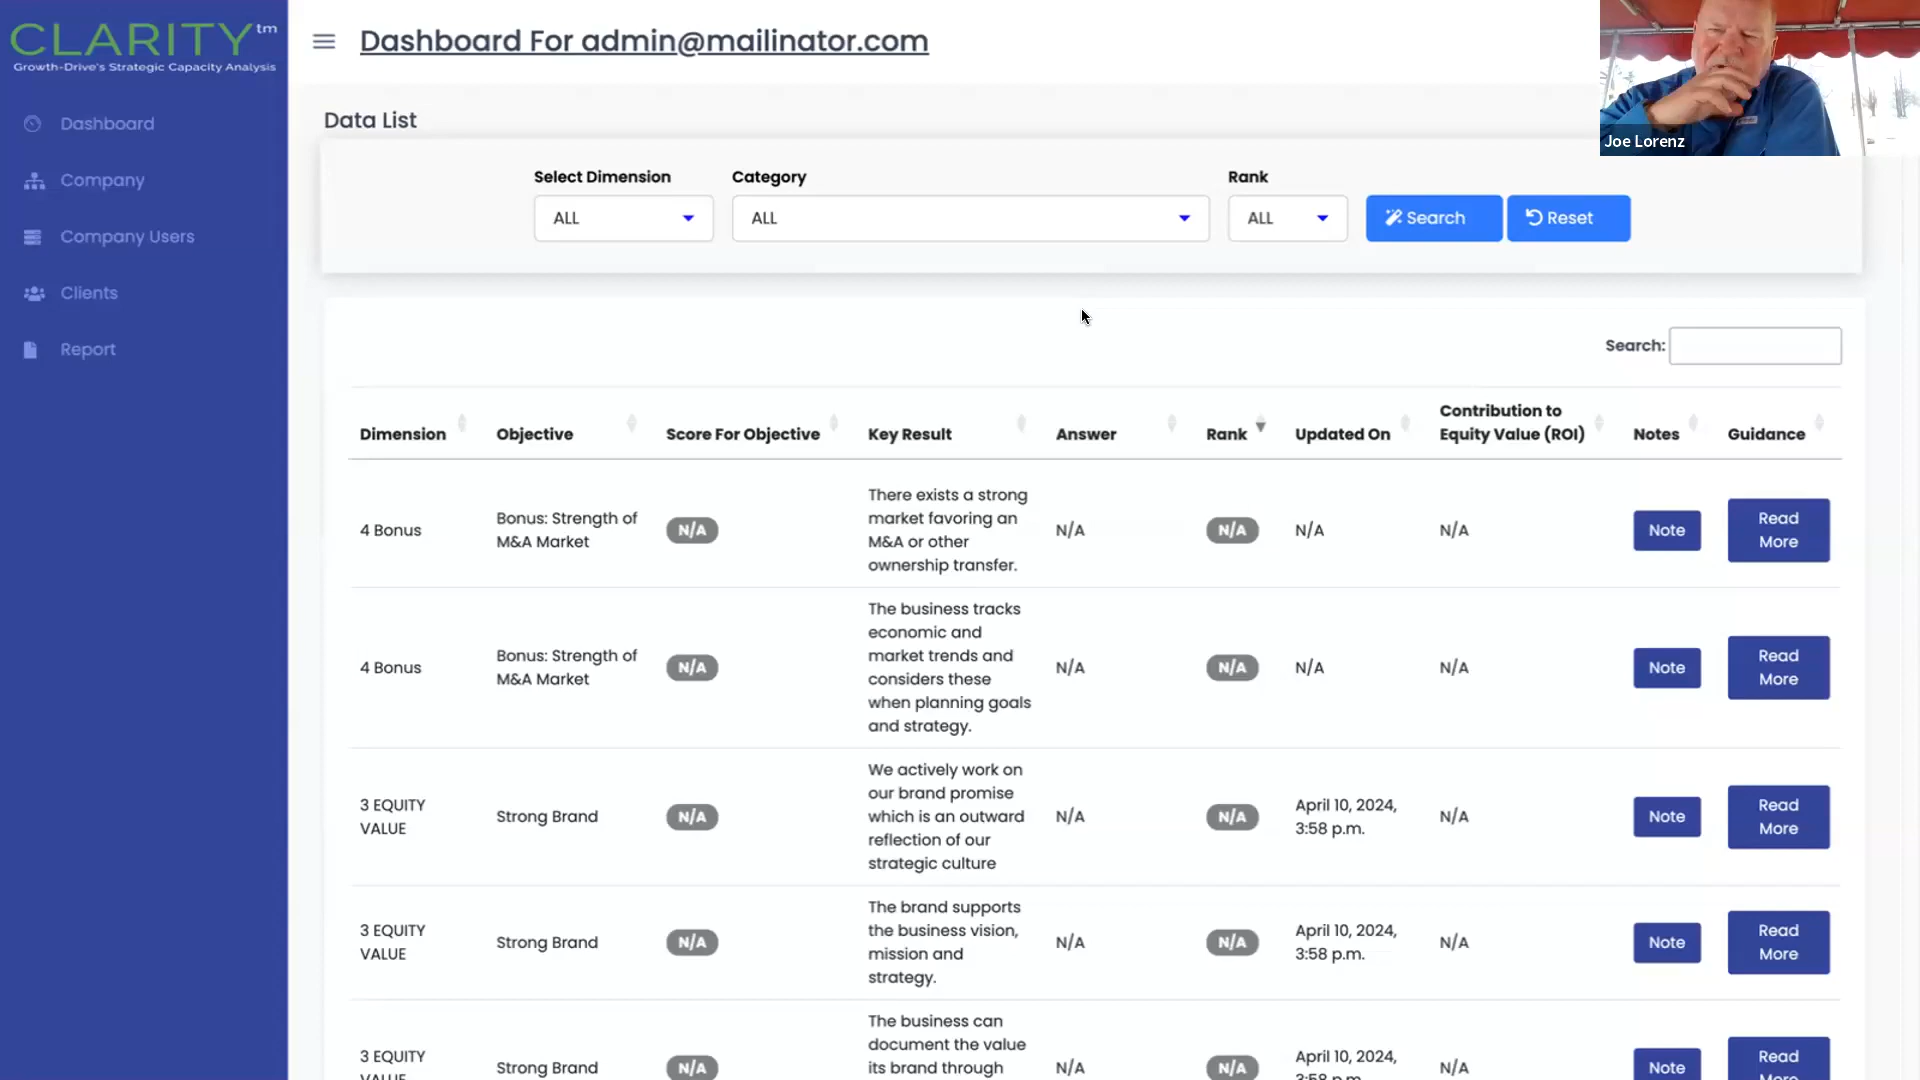 CLARITY™
Growth-Drive's Strategic Capacity Analysis
Dashboard
Company
Company Users
Clients
Report
Dashboard For admin@mailinator.com
Joe Lorenz
Data List
Select Dimension
Category
Rank
ALL
ALL
ALL
Search
Reset
Search:
Dimension
Objective
Score For Objective
Key Result
Answer
Rank
Updated On
Contribution to
Equity Value (ROI)
Notes
Guidance
4 Bonus
Bonus: Strength of
M&A Market
N/A
There exists a strong
market favoring an
M&A or other
ownership transfer.
N/A
N/A
N/A
N/A
Note
Read
More
4 Bonus
Bonus: Strength of
M&A Market
N/A
The business tracks
economic and
market trends and
considers these
when planning goals
and strategy.
N/A
N/A
N/A
N/A
Note
Read
More
3 EQUITY
VALUE
Strong Brand
N/A
We actively work on
our brand promise
which is an outward
reflection of our
strategic culture
N/A
N/A
April 10, 2024,
3:58 p.m.
N/A
Note
Read
More
3 EQUITY
VALUE
Strong Brand
N/A
The brand supports
the business vision,
mission and
strategy.
N/A
N/A
April 10, 2024,
3:58 p.m.
N/A
Note
Read
More
3 EQUITY
VALUE
Strong Brand
N/A
The business can
document the value
its brand through
N/A
N/A
April 10, 2024,
3:58 p.m.
N/A
Note
Read
More